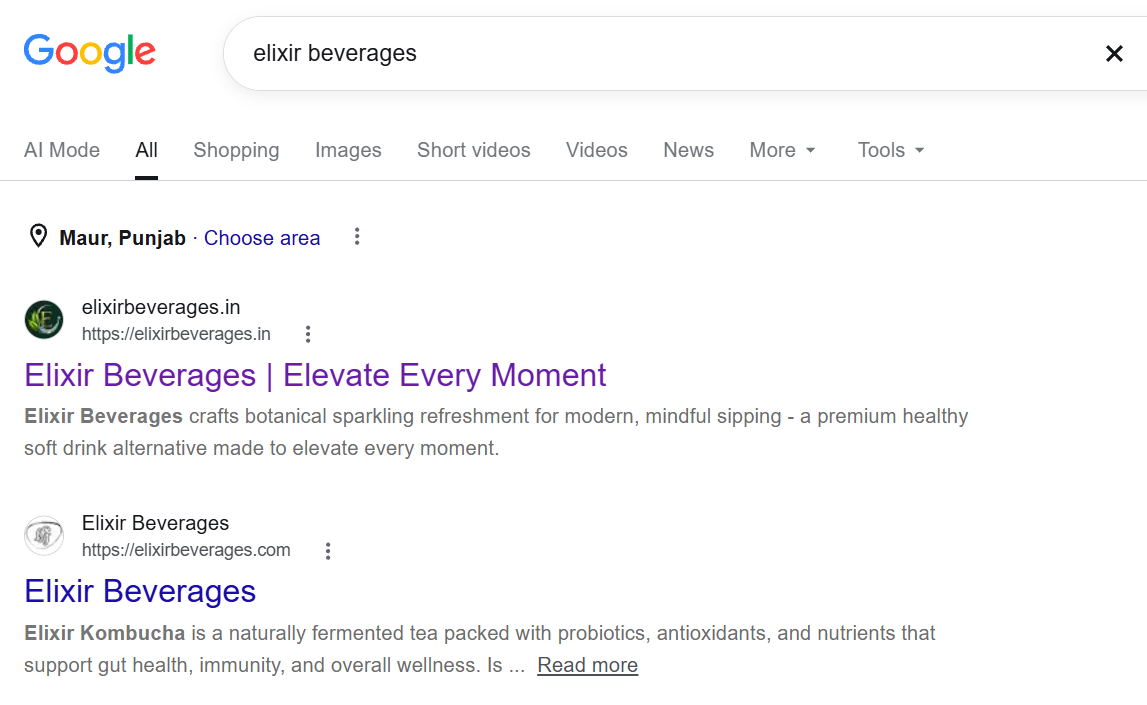 Google
elixir beverages
AI Mode All Shopping Images Short videos Videos News More Tools
Maur, Punjab · Choose area
elixirbeverages.in
https://elixirbeverages.in
Elixir Beverages | Elevate Every Moment
Elixir Beverages crafts botanical sparkling refreshment for modern, mindful sipping - a premium healthy
soft drink alternative made to elevate every moment.
Elixir Beverages
https://elixirbeverages.com
Elixir Beverages
Elixir Kombucha is a naturally fermented tea packed with probiotics, antioxidants, and nutrients that
support gut health, immunity, and overall wellness. Is ... Read more